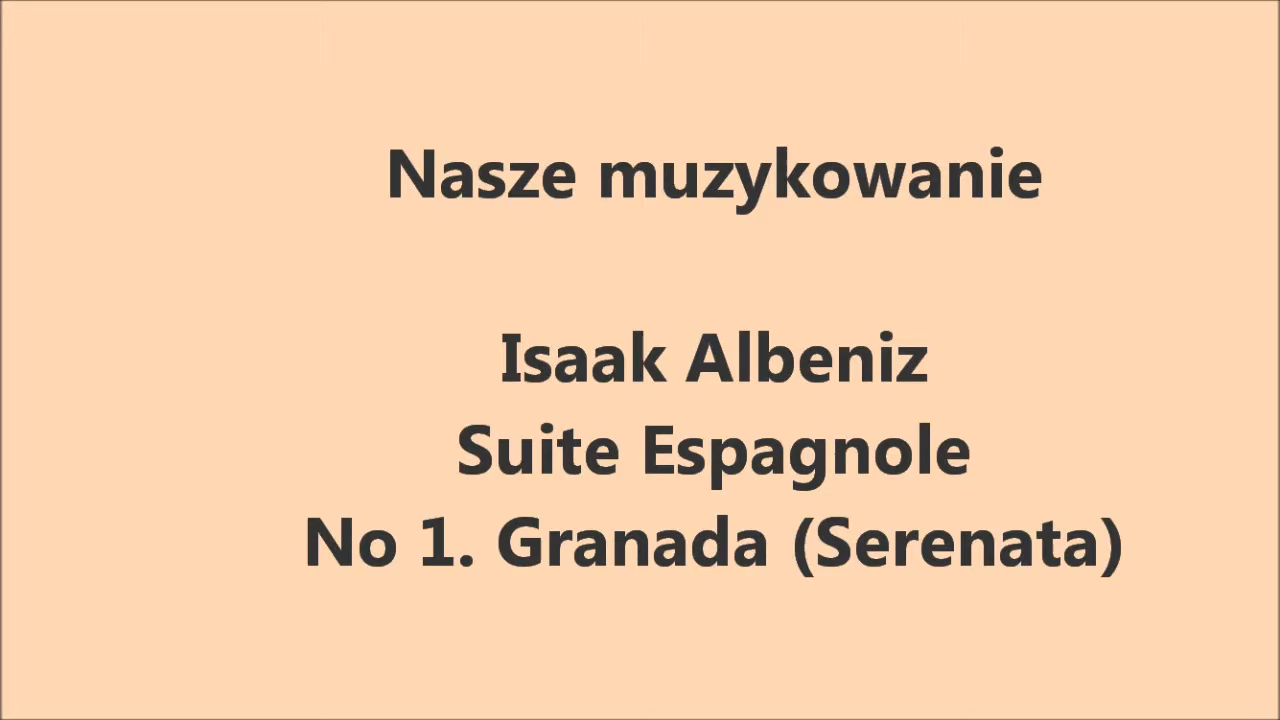 Nasze muzykowanie
Isaak Albeniz
Suite Espagnole
No 1. Granada (Serenata)